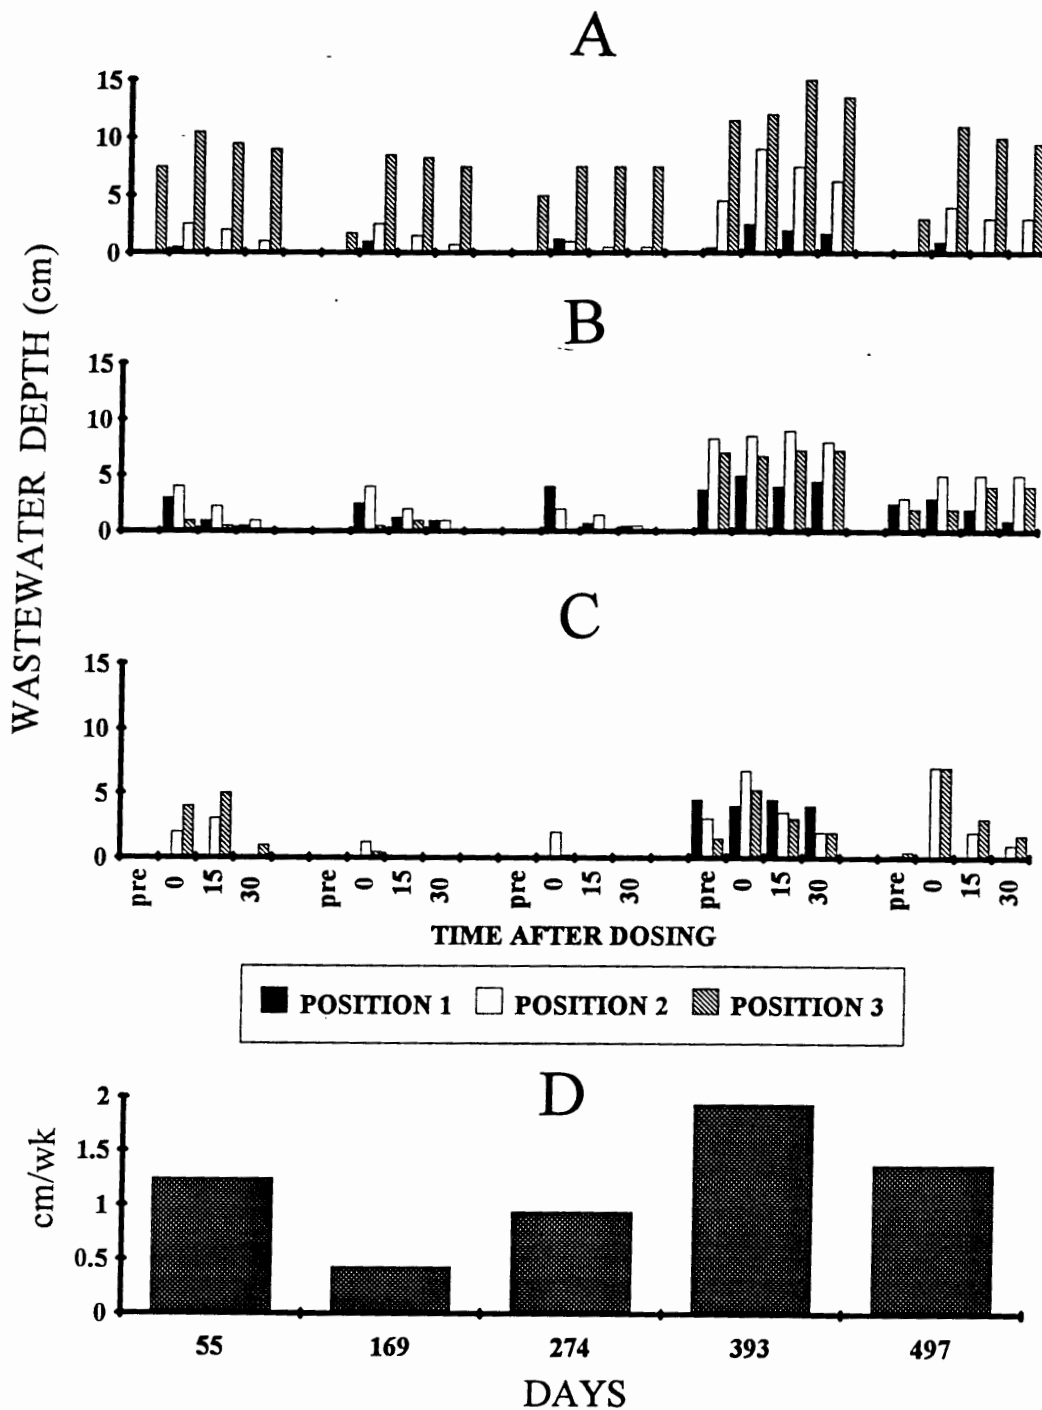 A
15
10
5
0
B
15
10
5
0
C
15
10
5
0
WASTEWATER DEPTH (cm)
pre 0 15 30 pre 0 15 30 pre 0 15 30 pre 0 15 30 pre 0 15 30
TIME AFTER DOSING
POSITION 1 POSITION 2 POSITION 3
D
2
1.5
1
0.5
0
cm/wk
55 169 274 393 497
DAYS